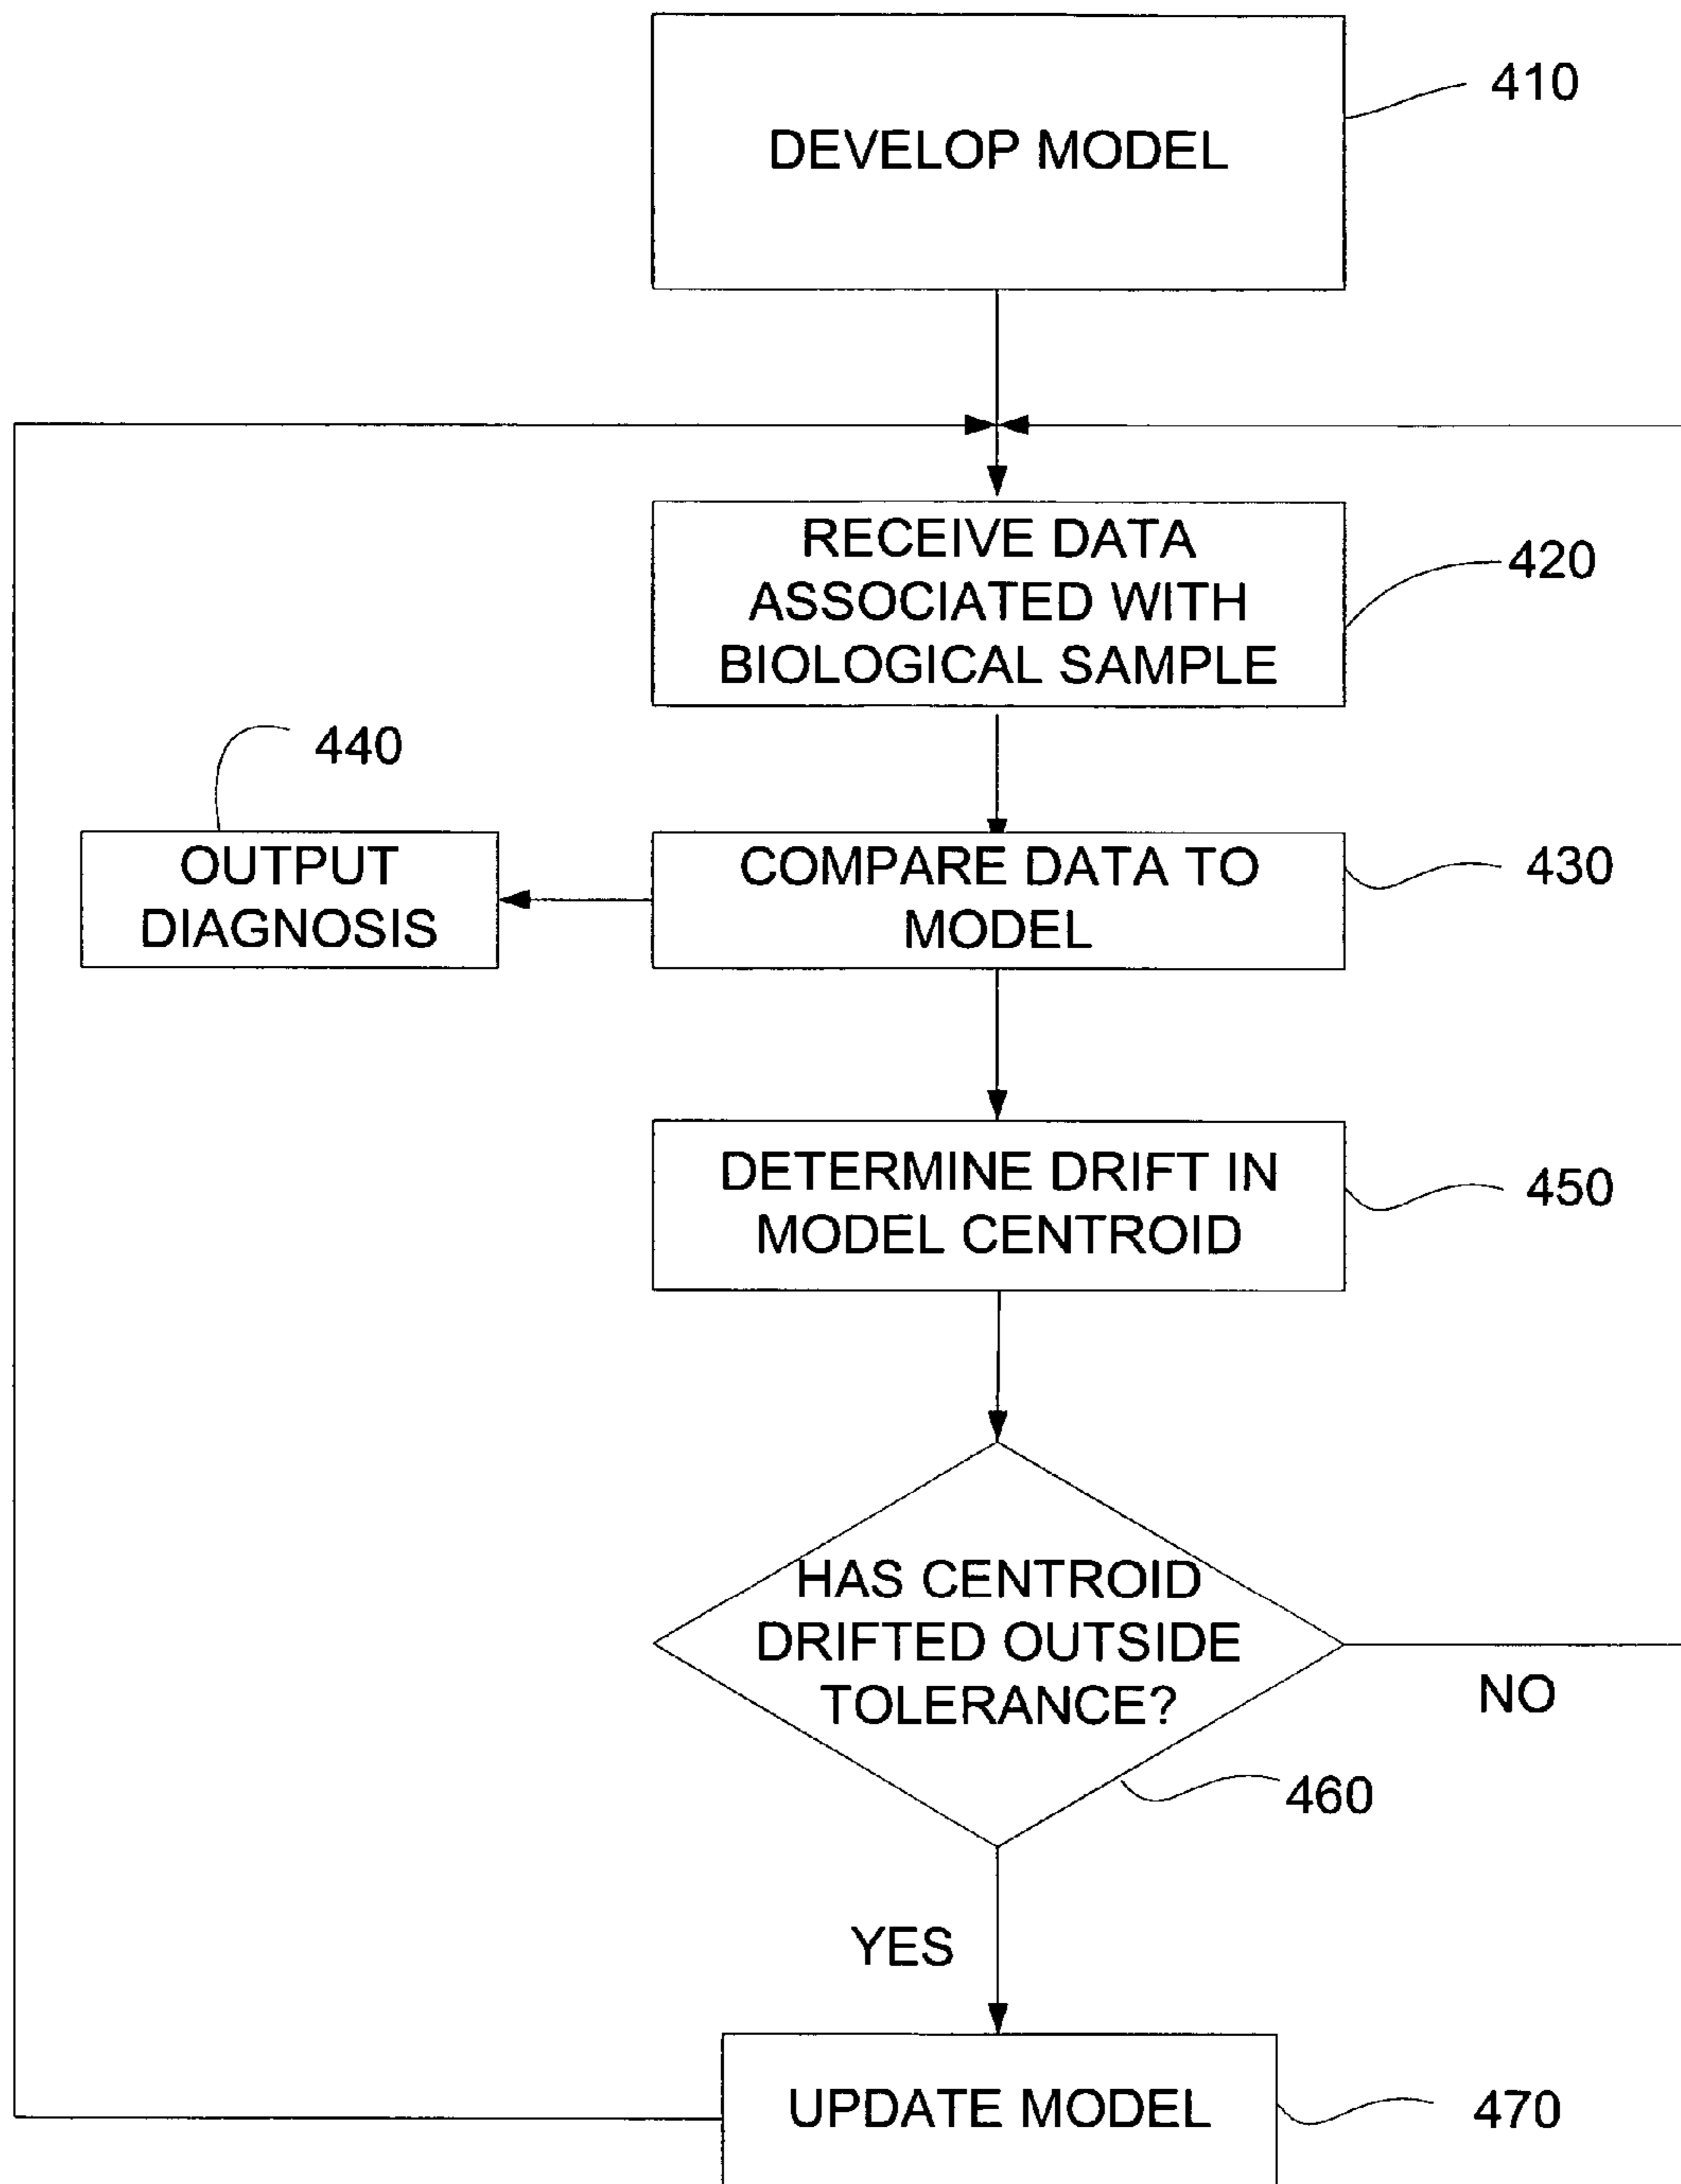 DEVELOP MODEL
410
RECEIVE DATA
ASSOCIATED WITH
BIOLOGICAL SAMPLE
420
440
OUTPUT
DIAGNOSIS
COMPARE DATA TO
MODEL
430
DETERMINE DRIFT IN
MODEL CENTROID
450
HAS CENTROID
DRIFTED OUTSIDE
TOLERANCE?
NO
460
YES
UPDATE MODEL
470